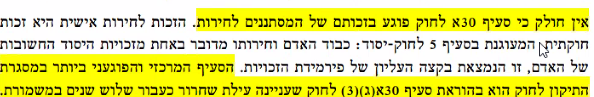 אין חולק כי סעיף 30א לחוק פוגע בזכותם של המסתננים לחירות. הזכות לחירות אישית היא זכות
חוקתית המעוגנת בסעיף 5 לחוק-יסוד: כבוד האדם וחירותו מדובר באחת מזכויות היסוד החשובות
של האדם, זו הנמצאת בקצה העליון של פירמידת הזכויות. הסעיף המרכזי והפוגעני ביותר במסגרת
התיקון לחוק הוא בהוראת סעיף 30א(ג)(3) לחוק שעניינה עילת שחרור כעבור שלוש שנים במשמורת.